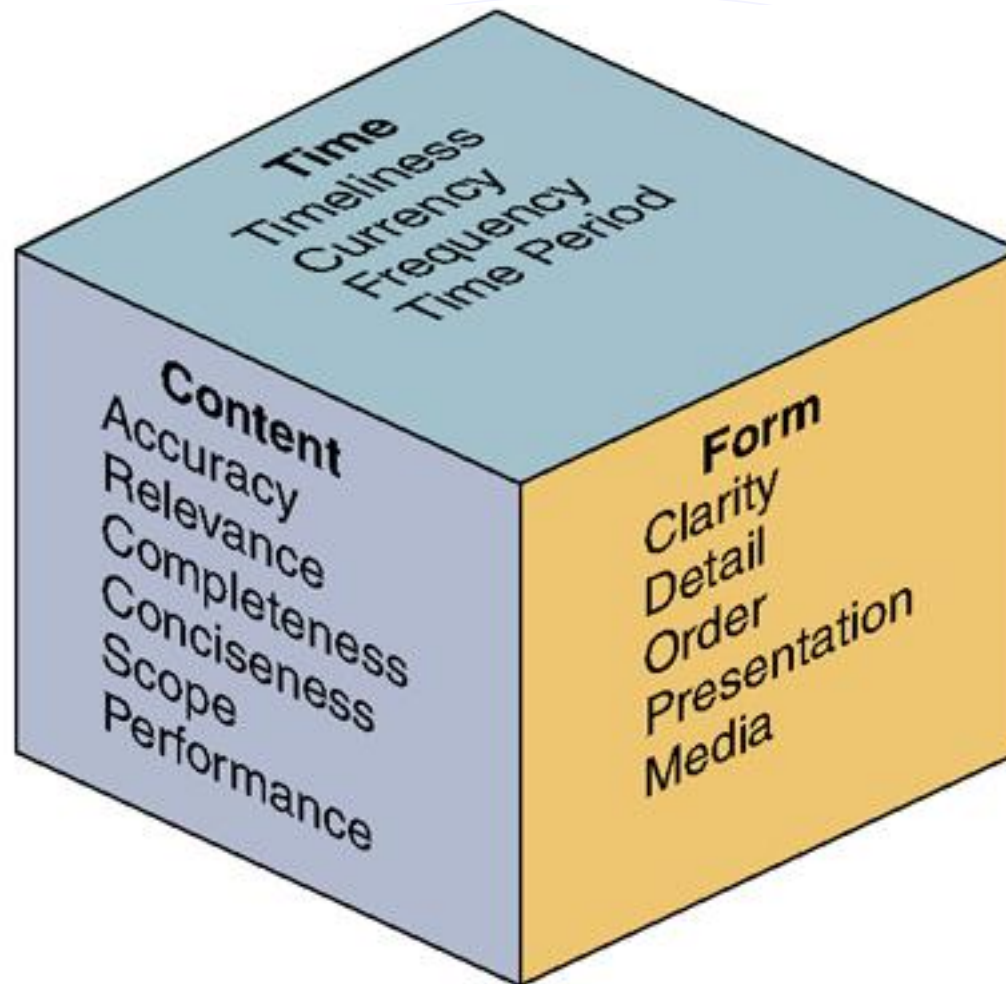 Time
Timeliness
Currency
Frequency
Time Period
Content
Accuracy
Relevance
Completeness
Conciseness
Scope
Performance
Form
Clarity
Detail
Order
Presentation
Media